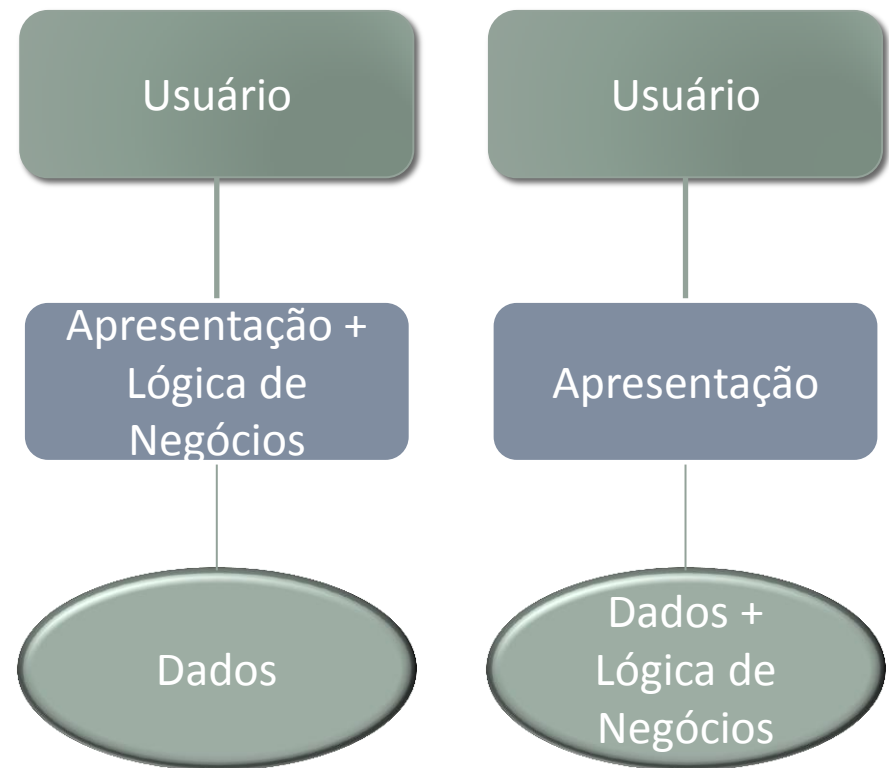 Usuário
Apresentação +
Lógica de
Negócios
Dados
Usuário
Apresentação
Dados +
Lógica de
Negócios